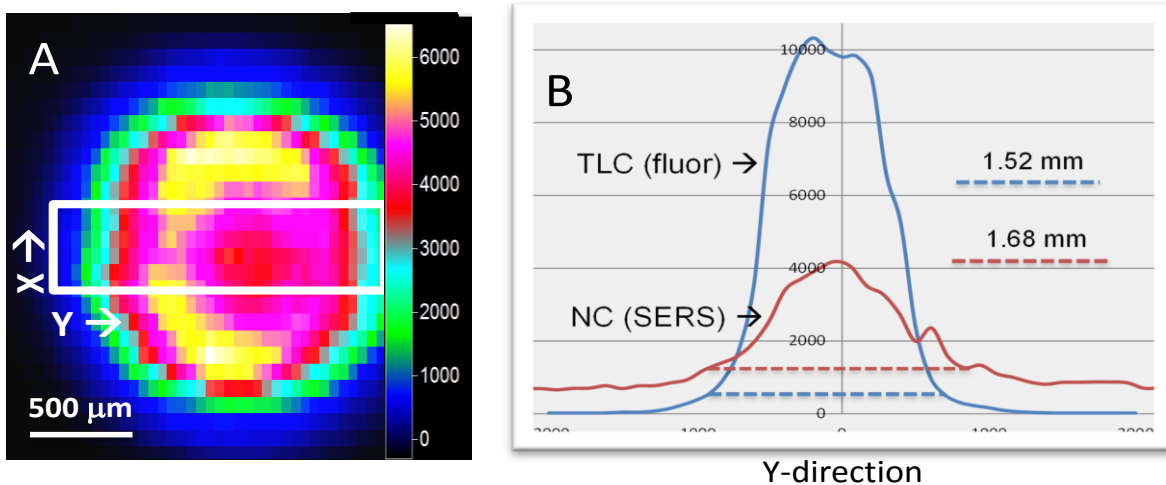 A
6000
5000
4000
3000
2000
1000
0
X →
Y →
500 μm
B
10000
8000
6000
4000
2000
0
TLC (fluor) →
NC (SERS) →
1.52 mm
1.68 mm
1000
0
1000
Y-direction